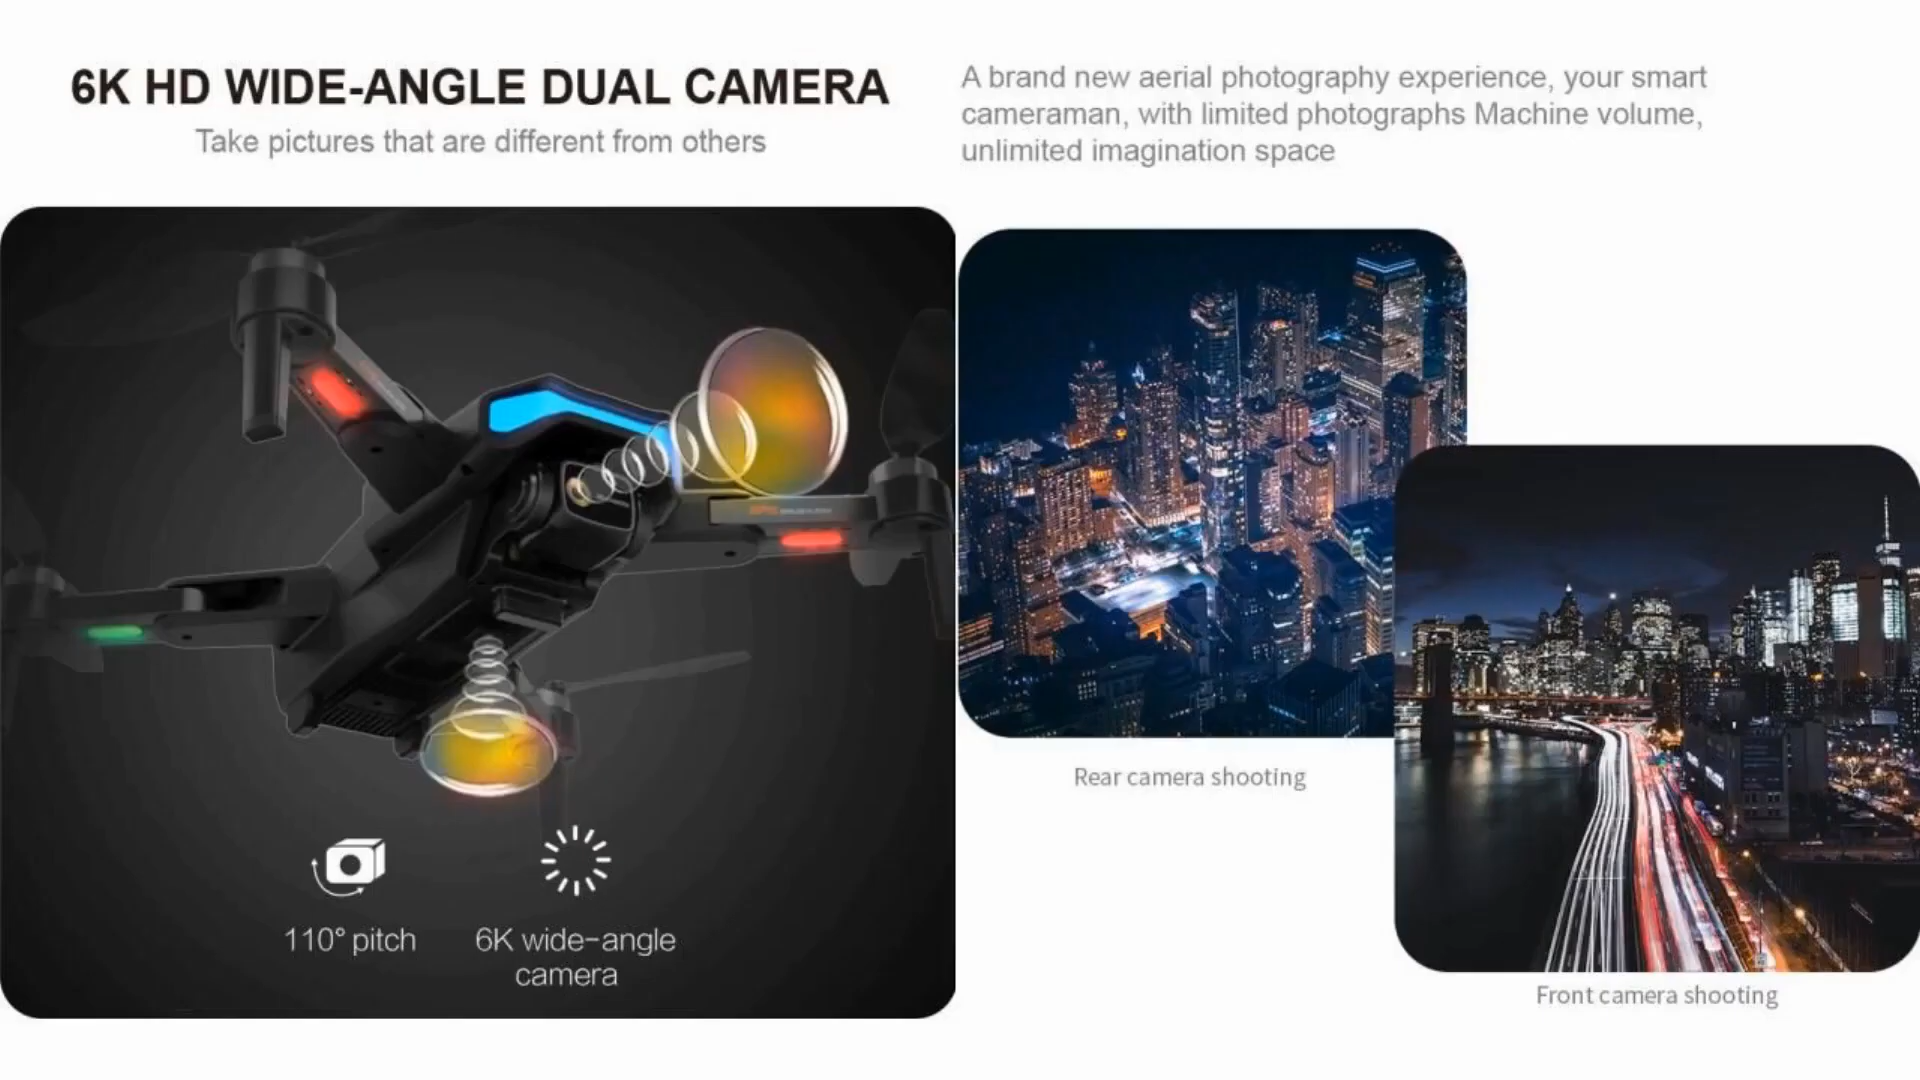 6K HD WIDE-ANGLE DUAL CAMERA
Take pictures that are different from others
A brand new aerial photography experience, your smart
cameraman, with limited photographs Machine volume,
unlimited imagination space
110° pitch
6K wide-angle
camera
Rear camera shooting
Front camera shooting